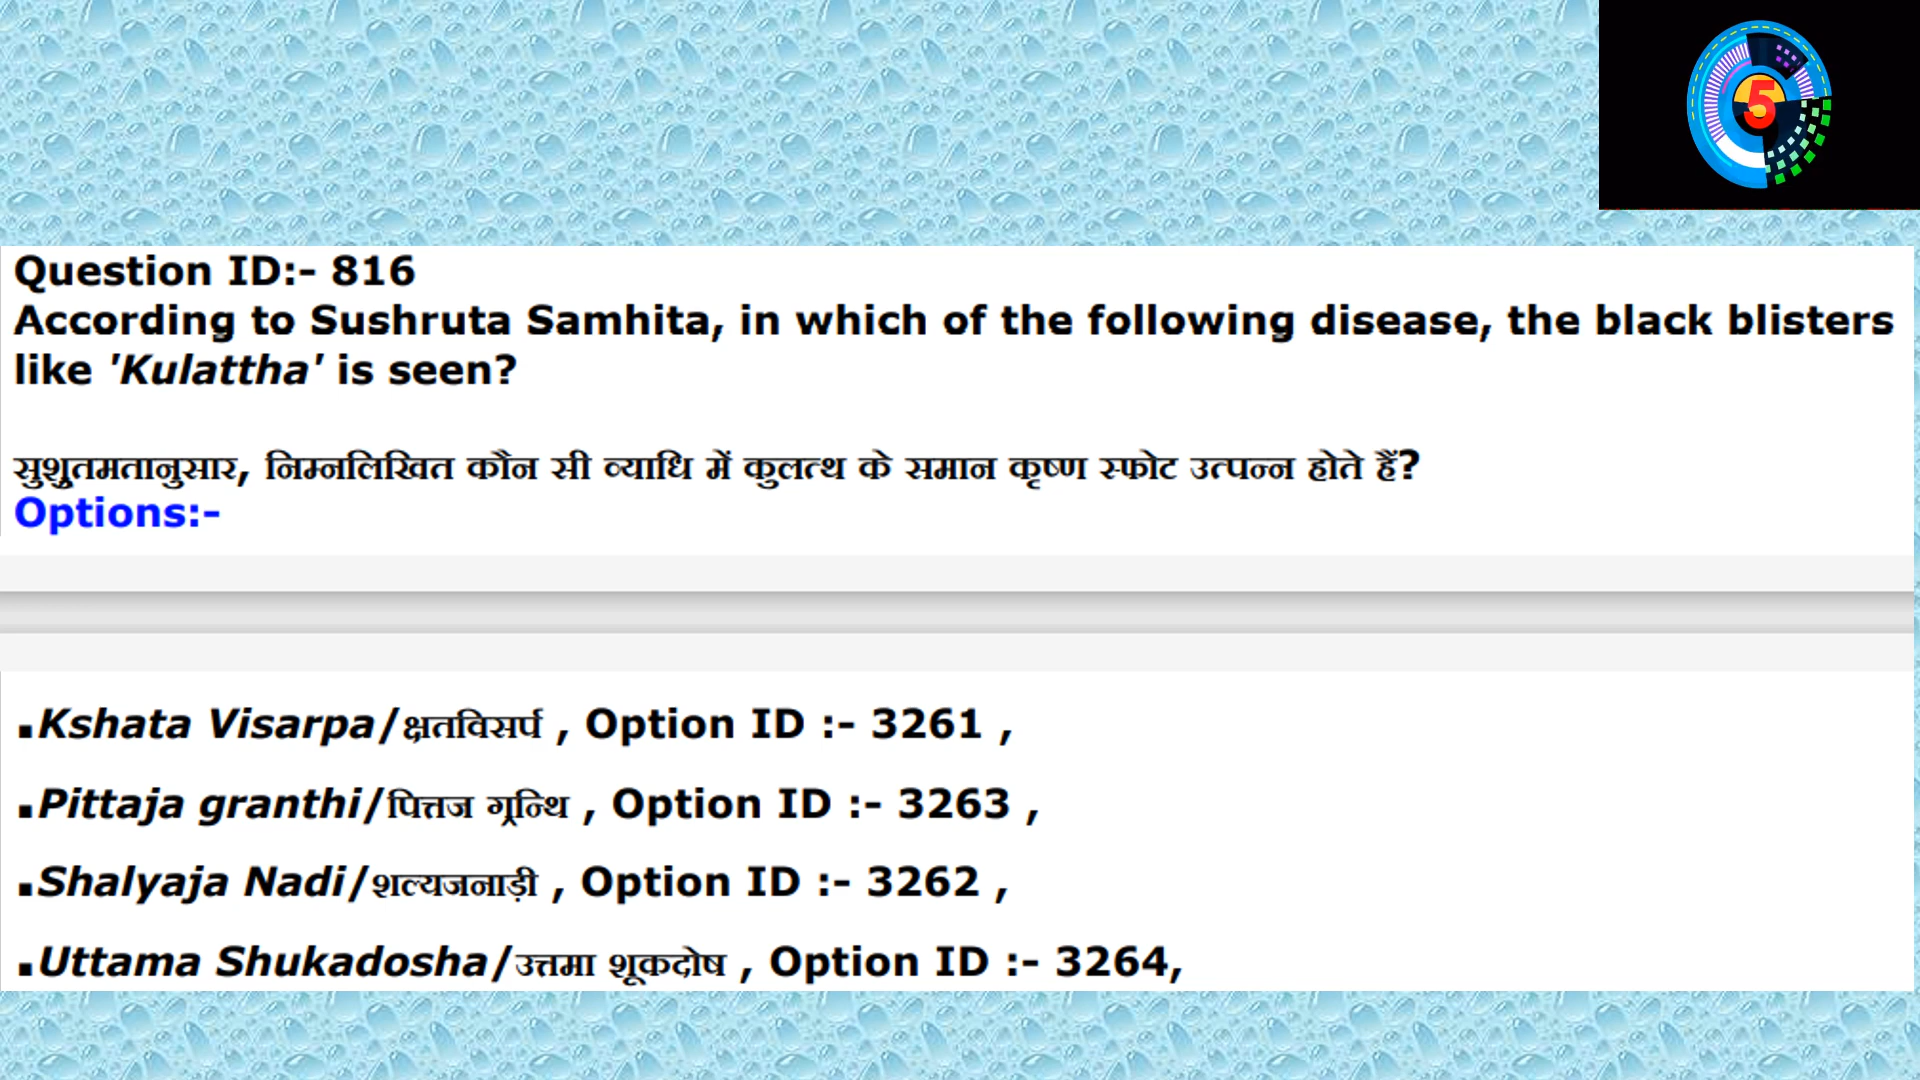 5
Question ID:- 816
According to Sushruta Samhita, in which of the following disease, the black blisters
like 'Kulattha' is seen?
सुश्रुतमतानुसार, निम्नलिखित कौन सी व्याधि में कुलत्थ के समान कृष्ण स्फोट उत्पन्न होते हैं?
Options:-
▪Kshata Visarpa/क्षतविसर्प , Option ID :- 3261 ,
▪Pittaja granthi/पित्तज ग्रन्थि , Option ID :- 3263 ,
▪Shalyaja Nadi/शल्यजनाड़ी , Option ID :- 3262 ,
▪Uttama Shukadosha/उत्तमा शूकदोष , Option ID :- 3264,